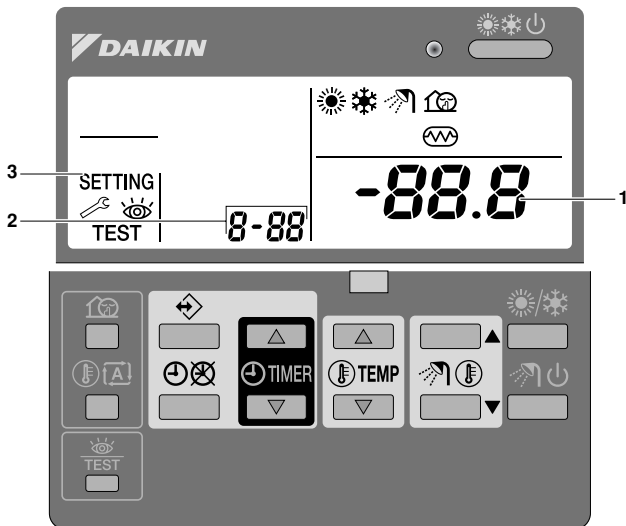 DAIKIN
3
SETTING
-88.8
1
2
8-88
TEST
A
TIMER
TEMP
TEST